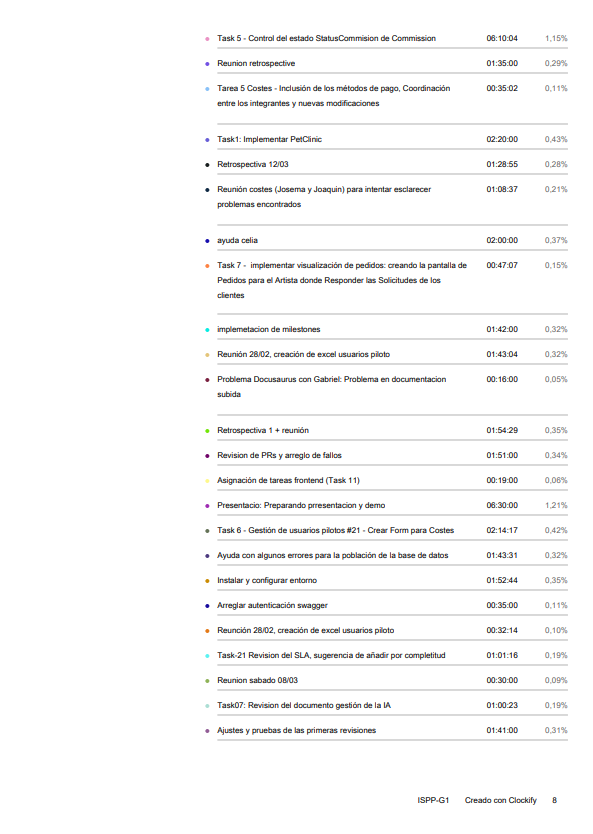 Task 5 - Control del estado StatusCommision de Commission 06:10:04 1,15%
Reunion retrospective 01:35:00 0,29%
Tarea 5 Costes - Inclusión de los métodos de pago, Coordinación 00:35:02 0,11%
entre los integrantes y nuevas modificaciones
Task1: Implementar PetClinic 02:20:00 0,43%
Retrospectiva 12/03 01:28:55 0,28%
Reunión costes (Josema y Joaquin) para intentar esclarecer 01:08:37 0,21%
problemas encontrados
ayuda celia 02:00:00 0,37%
Task 7 - implementar visualización de pedidos: creando la pantalla de 00:47:07 0,15%
Pedidos para el Artista donde Responder las Solicitudes de los
clientes
implemetacion de milestones 01:42:00 0,32%
Reunión 28/02, creación de excel usuarios piloto 01:43:04 0,32%
Problema Docusaurus con Gabriel: Problema en documentacion 00:16:00 0,05%
subida
Retrospectiva 1 + reunión 01:54:29 0,35%
Revision de PRs y arreglo de fallos 01:51:00 0,34%
Asignación de tareas frontend (Task 11) 00:19:00 0,06%
Presentacio: Preparando prresentacion y demo 06:30:00 1,21%
Task 6 - Gestión de usuarios pilotos #21 - Crear Form para Costes 02:14:17 0,42%
Ayuda con algunos errores para la población de la base de datos 01:43:31 0,32%
Instalar y configurar entorno 01:52:44 0,35%
Arreglar autenticación swagger 00:35:00 0,11%
Reunción 28/02, creación de excel usuarios piloto 00:32:14 0,10%
Task-21 Revision del SLA, sugerencia de añadir por completitud 01:01:16 0,19%
Reunion sabado 08/03 00:30:00 0,09%
Task07: Revision del documento gestión de la IA 01:00:23 0,19%
Ajustes y pruebas de las primeras revisiones 01:41:00 0,31%
ISPP-G1 Creado con Clockify 8